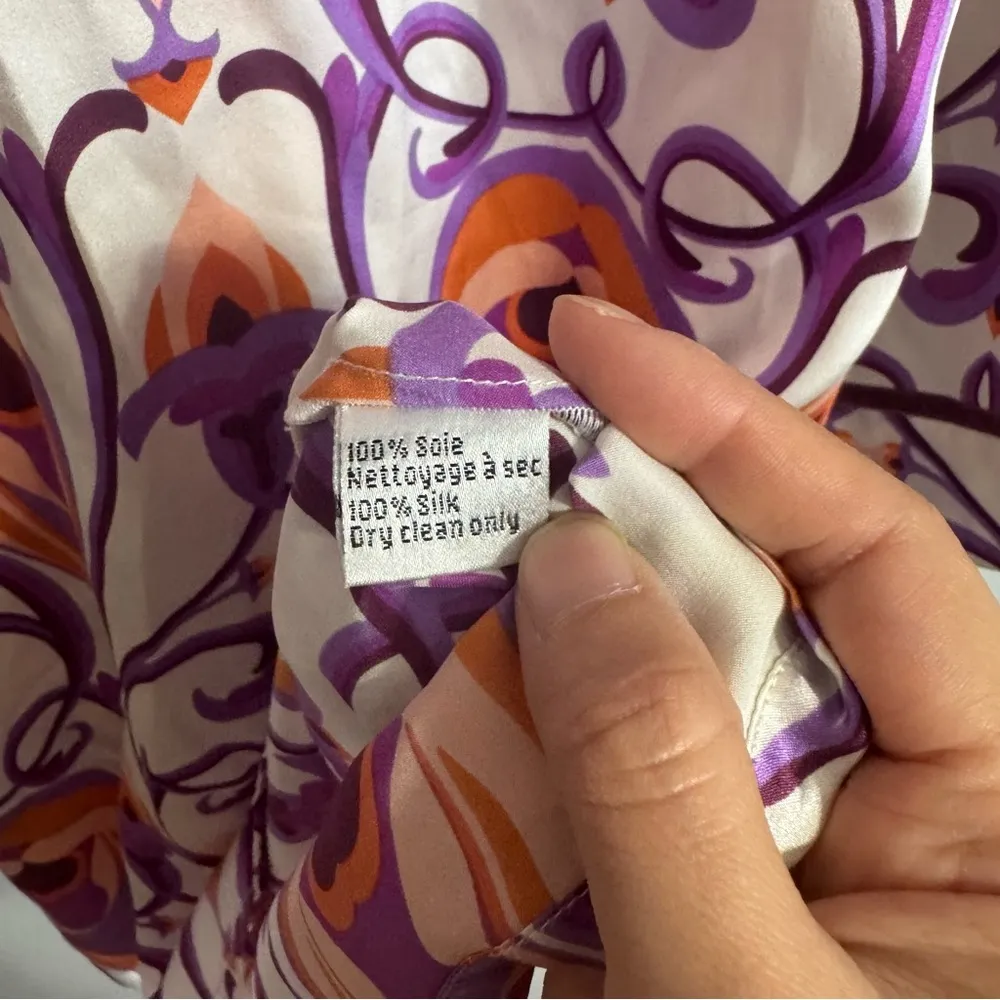 100% Soie
Nettoyage à sec
100% Silk
Dry clean only